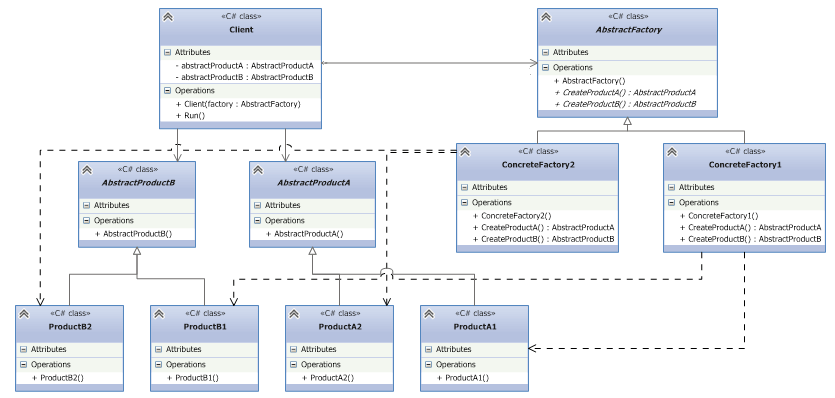 «C# class»
Client
Attributes
- abstractProductA : AbstractProductA
- abstractProductB : AbstractProductB
Operations
+ Client(factory : AbstractFactory)
+ Run()
«C# class»
AbstractFactory
Attributes
Operations
+ AbstractFactory()
+ CreateProductA() : AbstractProductA
+ CreateProductB() : AbstractProductB
«C# class»
AbstractProductB
Attributes
Operations
+ AbstractProductB()
«C# class»
AbstractProductA
Attributes
Operations
+ AbstractProductA()
«C# class»
ConcreteFactory2
Attributes
Operations
+ ConcreteFactory2()
+ CreateProductA() : AbstractProductA
+ CreateProductB() : AbstractProductB
«C# class»
ConcreteFactory1
Attributes
Operations
+ ConcreteFactory1()
+ CreateProductA() : AbstractProductA
+ CreateProductB() : AbstractProductB
«C# class»
ProductB2
Attributes
Operations
+ ProductB2()
«C# class»
ProductB1
Attributes
Operations
+ ProductB1()
«C# class»
ProductA2
Attributes
Operations
+ ProductA2()
«C# class»
ProductA1
Attributes
Operations
+ ProductA1()